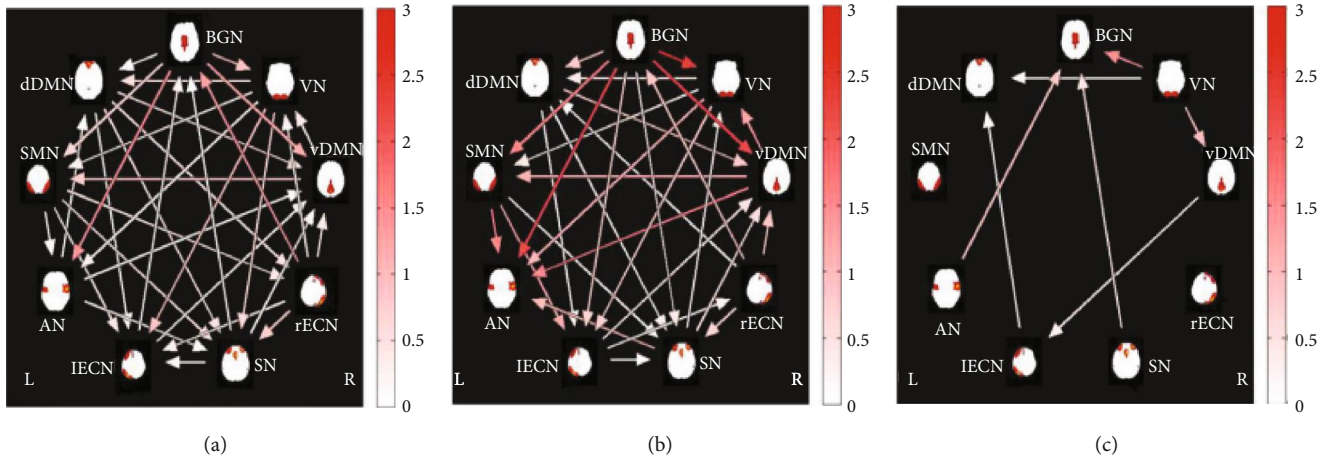 BGN
dDMN
VN
SMN
vDMN
AN
rECN
lECN
SN
L
R
3
2.5
2
1.5
1
0.5
0
(a)
BGN
dDMN
VN
SMN
vDMN
AN
rECN
lECN
SN
L
R
3
2.5
2
1.5
1
0.5
0
(b)
BGN
dDMN
VN
SMN
vDMN
AN
rECN
lECN
SN
L
R
3
2.5
2
1.5
1
0.5
0
(c)